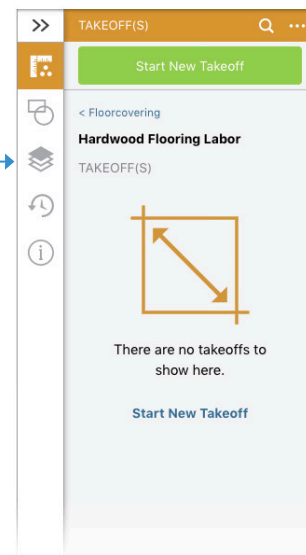 TAKEOFF(S)
Start New Takeoff
< Floorcovering
Hardwood Flooring Labor
TAKEOFF(S)
There are no takeoffs to
show here.
Start New Takeoff